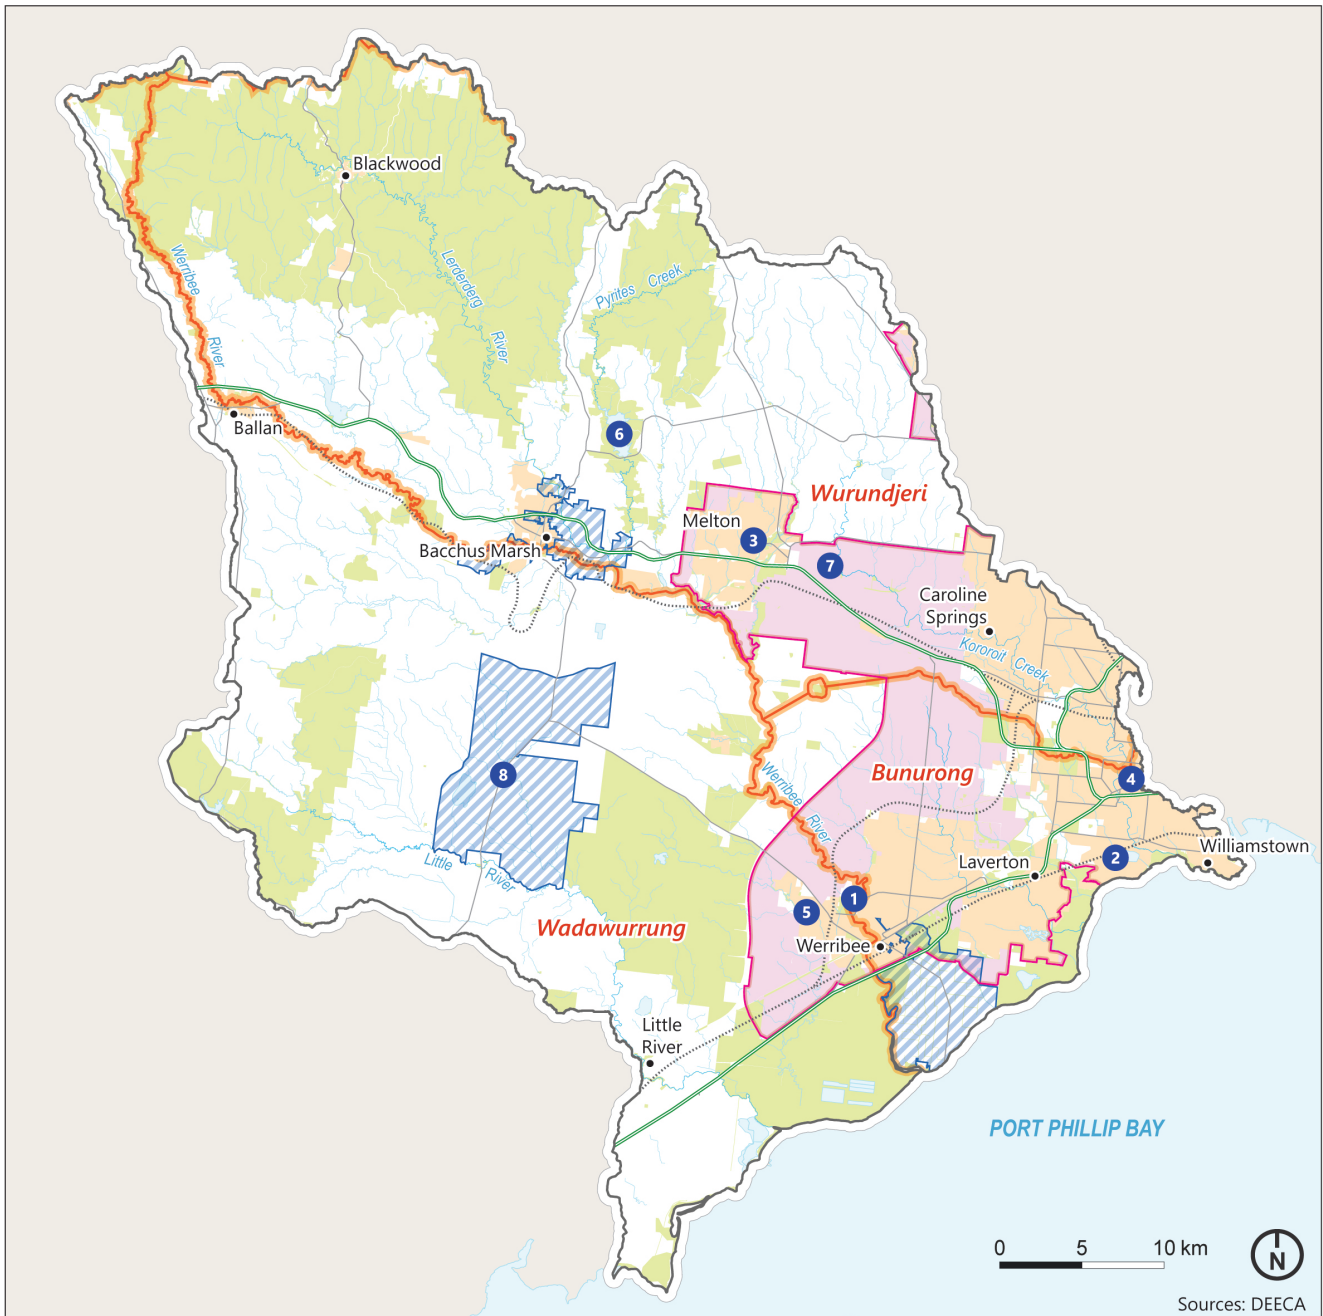 Blackwood
Werribee
River
Lerderderg
River
Pyrites Creek
Ballan
6
Wurundjeri
Melton
3
Bacchus Marsh
7
Caroline
Springs
Kororoit Creek
8
Werribee
River
Bunurong
4
Little
River
Laverton
2
Williamstown
1
5
Wadawurrung
Werribee
Little
River
PORT PHILLIP BAY
0 5 10 km
N
Sources: DEECA